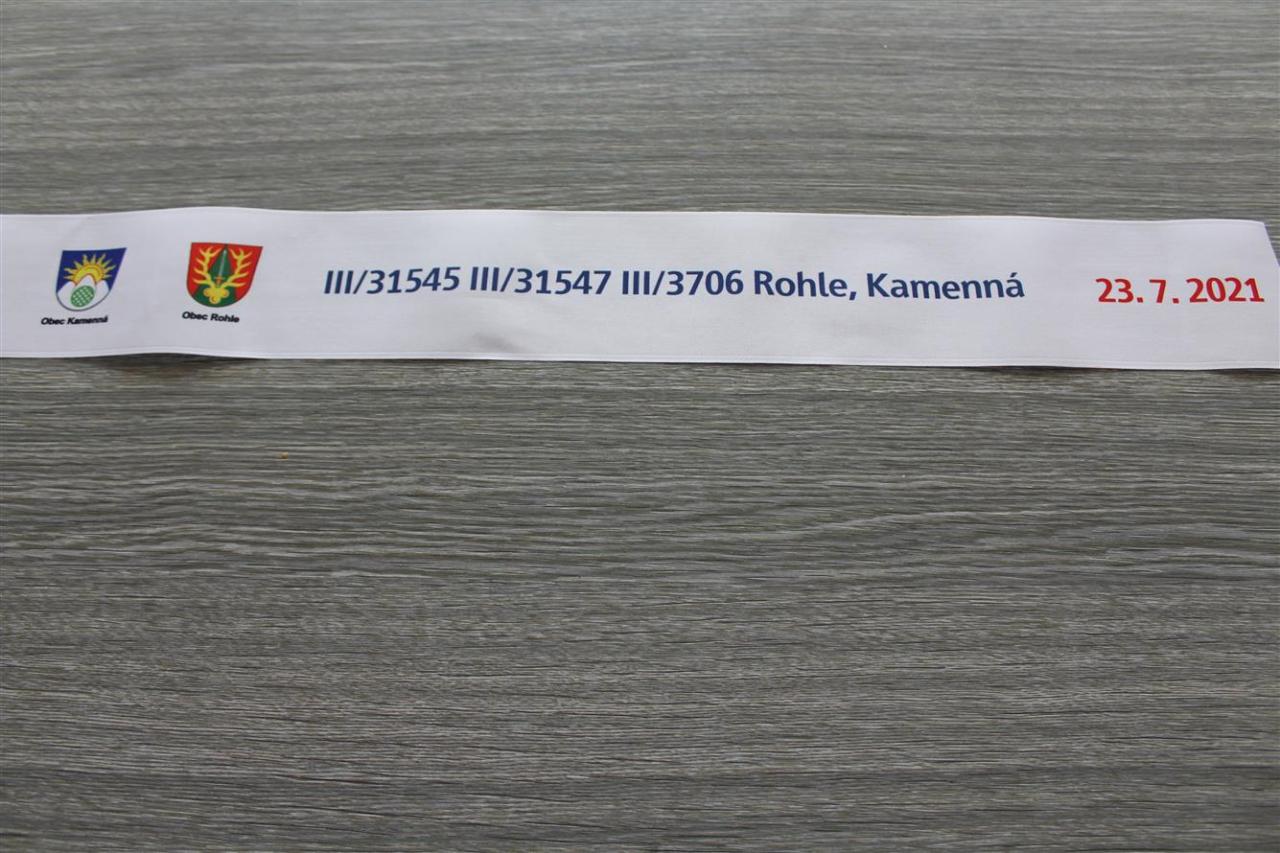 Obec Kamenná
Obec Rohle
III/31545 III/31547 III/3706 Rohle, Kamenná
23. 7. 2021